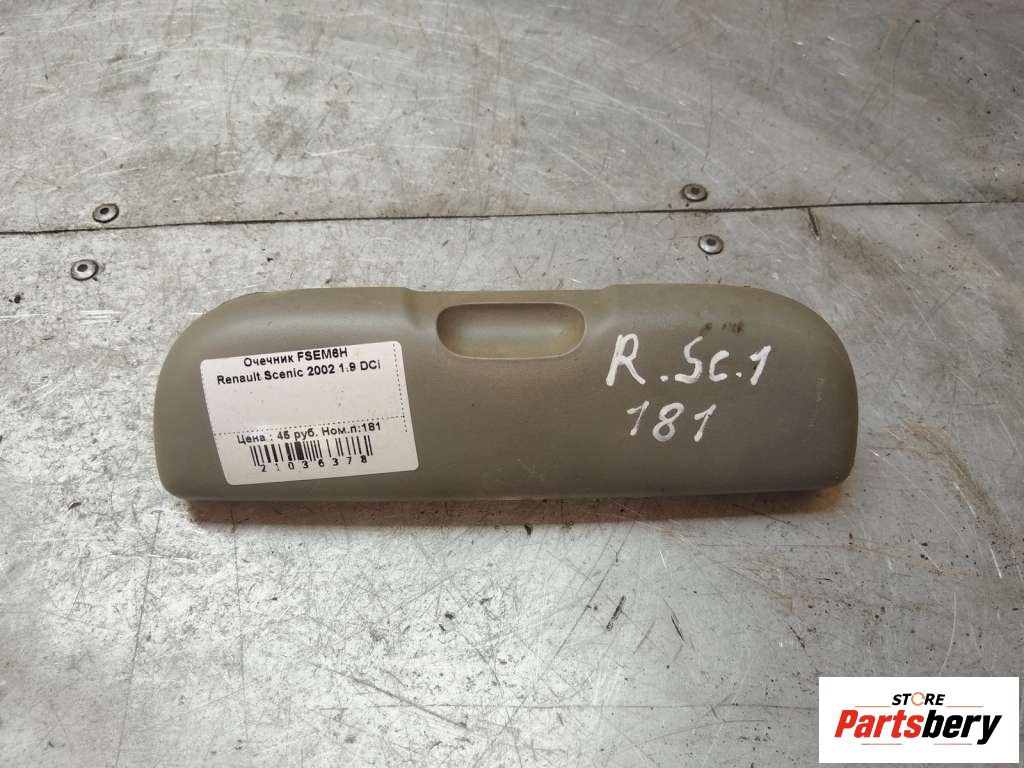 Очечник FSEM6H
Renault Scenic 2002 1.9 DCi
Цена : 45 руб. Ном.п:181
21036378
R.Sc.1
181
STORE
Partsbery